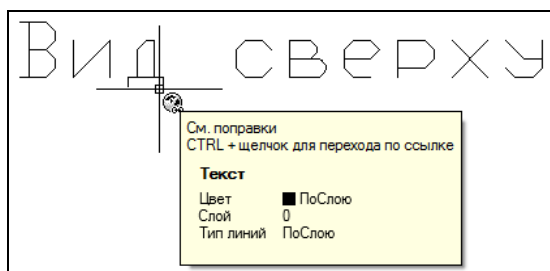 Вид сверху
См. поправки
CTRL + щелчок для перехода по ссылке
Текст
Цвет ПоСлою
Слой 0
Тип линий ПоСлою